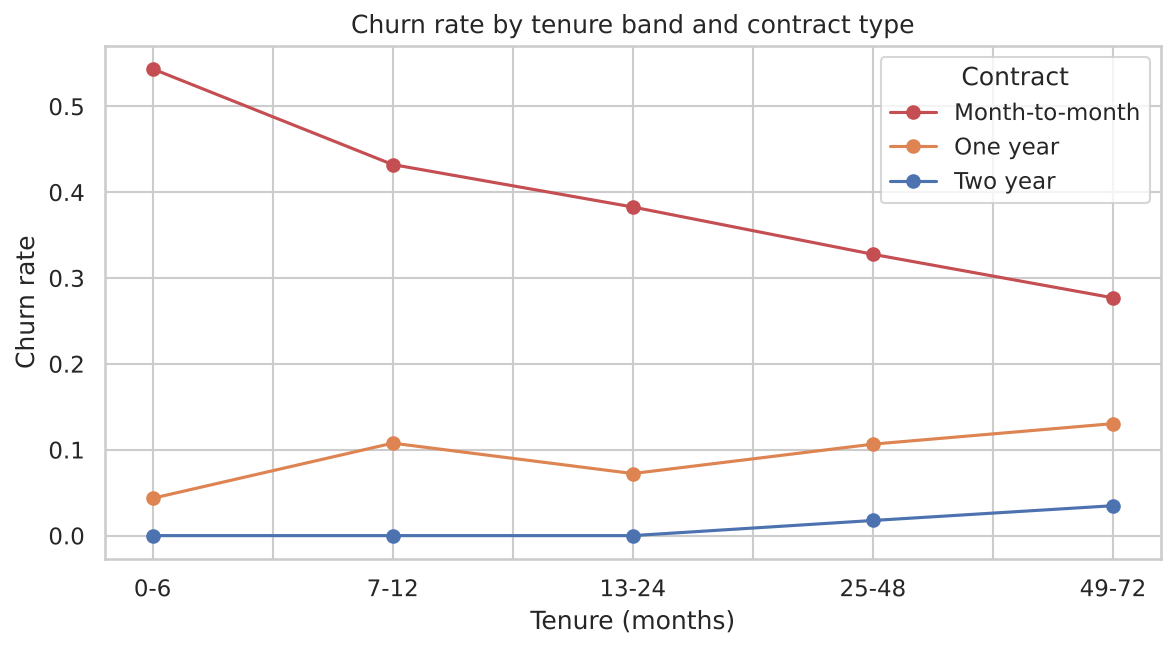 Churn rate by tenure band and contract type
Contract
Month-to-month
One year
Two year
Churn rate
0.5
0.4
0.3
0.2
0.1
0.0
0-6
7-12
13-24
25-48
49-72
Tenure (months)